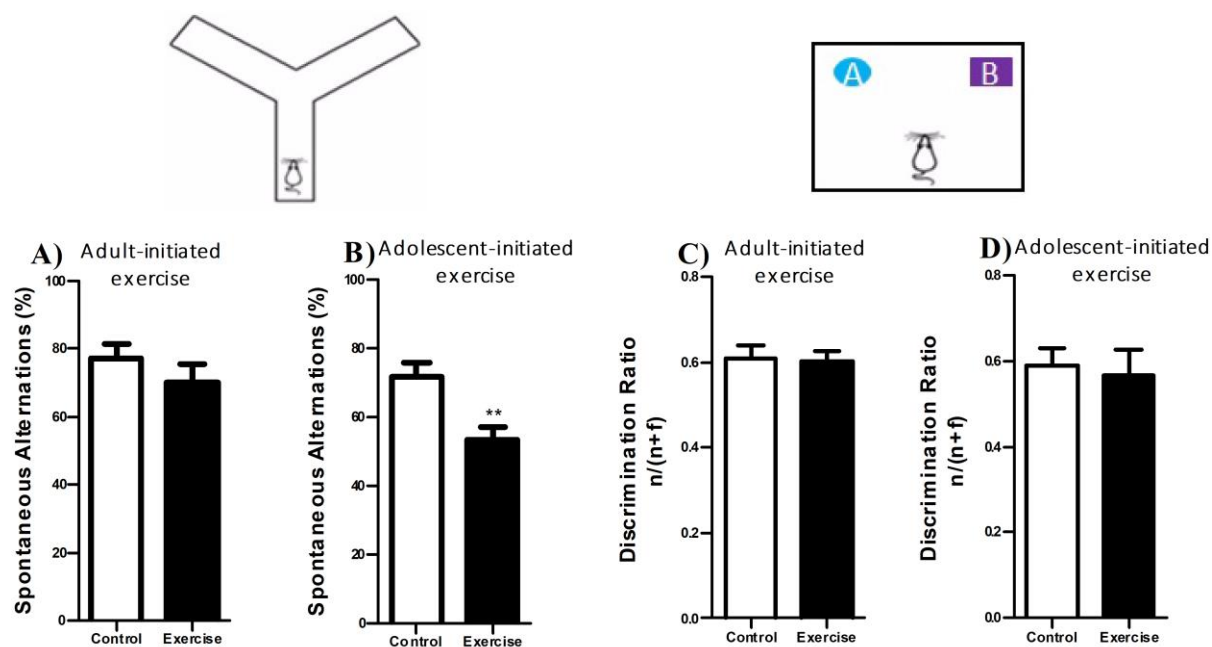 A
B
A) Adult-initiated
exercise
Spontaneous Alternations (%)
100
80
60
40
20
0
Control Exercise
B) Adolescent-initiated
exercise
Spontaneous Alternations (%)
100
80
60
40
20
0
**
Control Exercise
C) Adult-initiated
exercise
Discrimination Ratio
n/(n+f)
0.8
0.6
0.4
0.2
0.0
Control Exercise
D) Adolescent-initiated
exercise
Discrimination Ratio
n/(n+f)
0.8
0.6
0.4
0.2
0.0
Control Exercise